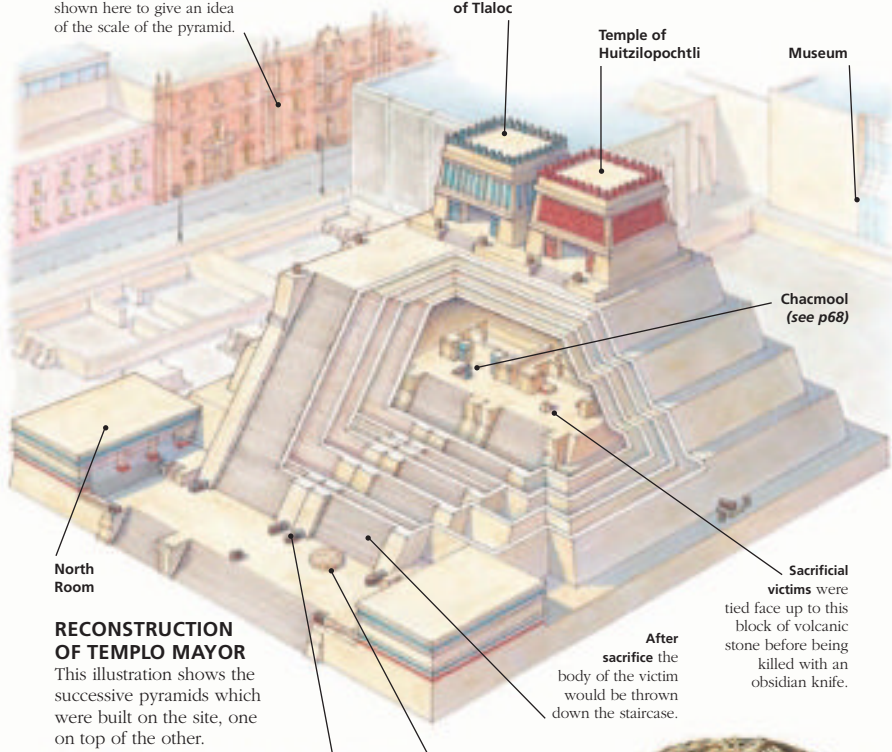 shown here to give an idea
of the scale of the pyramid.
of Tlaloc
Temple of
Huitzilopochtli
Museum
Chacmool
(see p68)
North
Room
RECONSTRUCTION
OF TEMPLO MAYOR
This illustration shows the
successive pyramids which
were built on the site, one
on top of the other.
After
sacrifice the
body of the victim
would be thrown
down the staircase.
Sacrificial
victims were
tied face up to this
block of volcanic
stone before being
killed with an
obsidian knife.